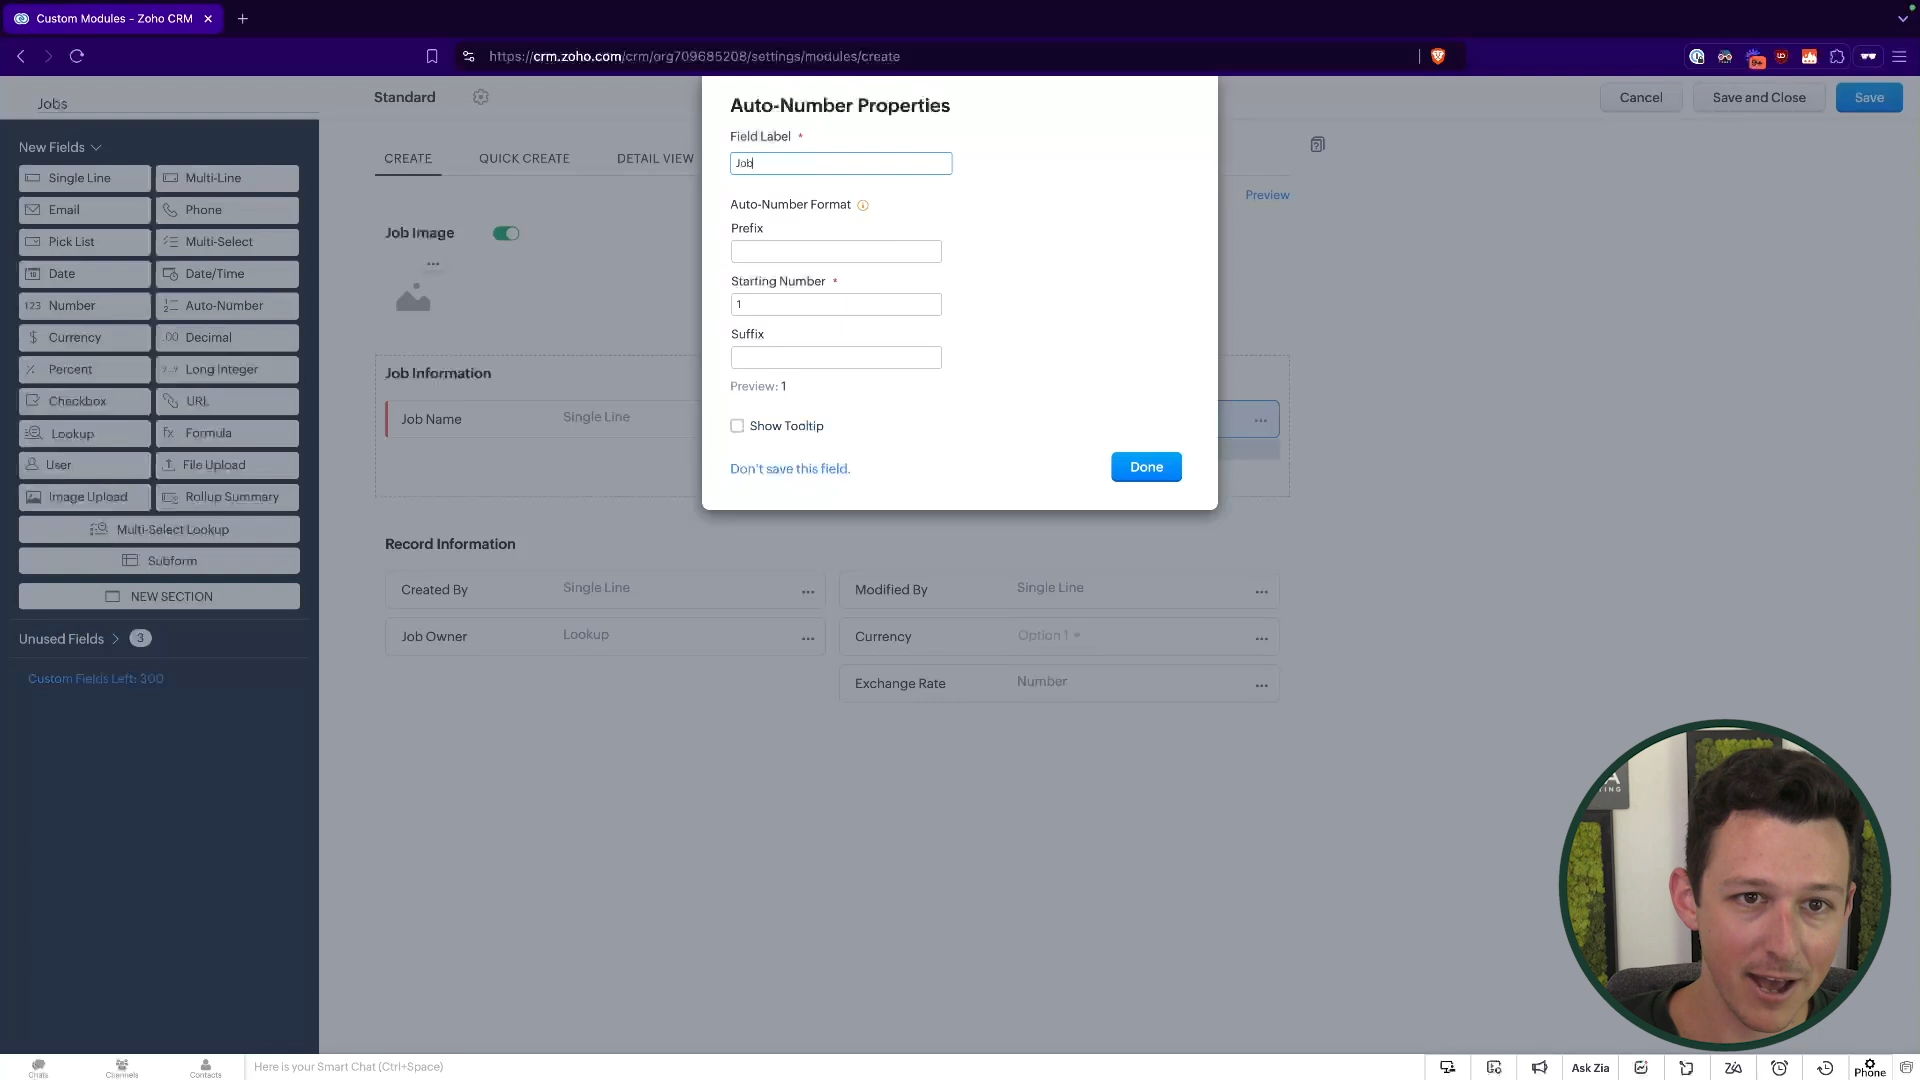 Custom Modules - Zoho CRM
https://crm.zoho.com/crm/org709685208/settings/modules/create
9+
Jobs
Standard
Cancel
Save and Close
Save
New Fields
Single Line
Multi-Line
Email
Phone
Pick List
Multi-Select
Date
Date/Time
123 Number
Auto-Number
$ Currency
.00 Decimal
% Percent
Long Integer
Checkbox
URL
Lookup
fx Formula
User
File Upload
Image Upload
Rollup Summary
Multi-Select Lookup
Subform
NEW SECTION
Unused Fields
3
Custom Fields Left: 300
CREATE
QUICK CREATE
DETAIL VIEW
Preview
Job Image
Job Information
Job Name
Single Line
Auto-Number Properties
Field Label *
Job
Auto-Number Format
Prefix
Starting Number *
1
Suffix
Preview: 1
Show Tooltip
Don't save this field.
Done
Record Information
Created By
Single Line
Modified By
Single Line
Job Owner
Lookup
Currency
Option 1
Exchange Rate
Number
Chats
Channels
Contacts
Here is your Smart Chat (Ctrl+Space)
Ask Zia
Phone